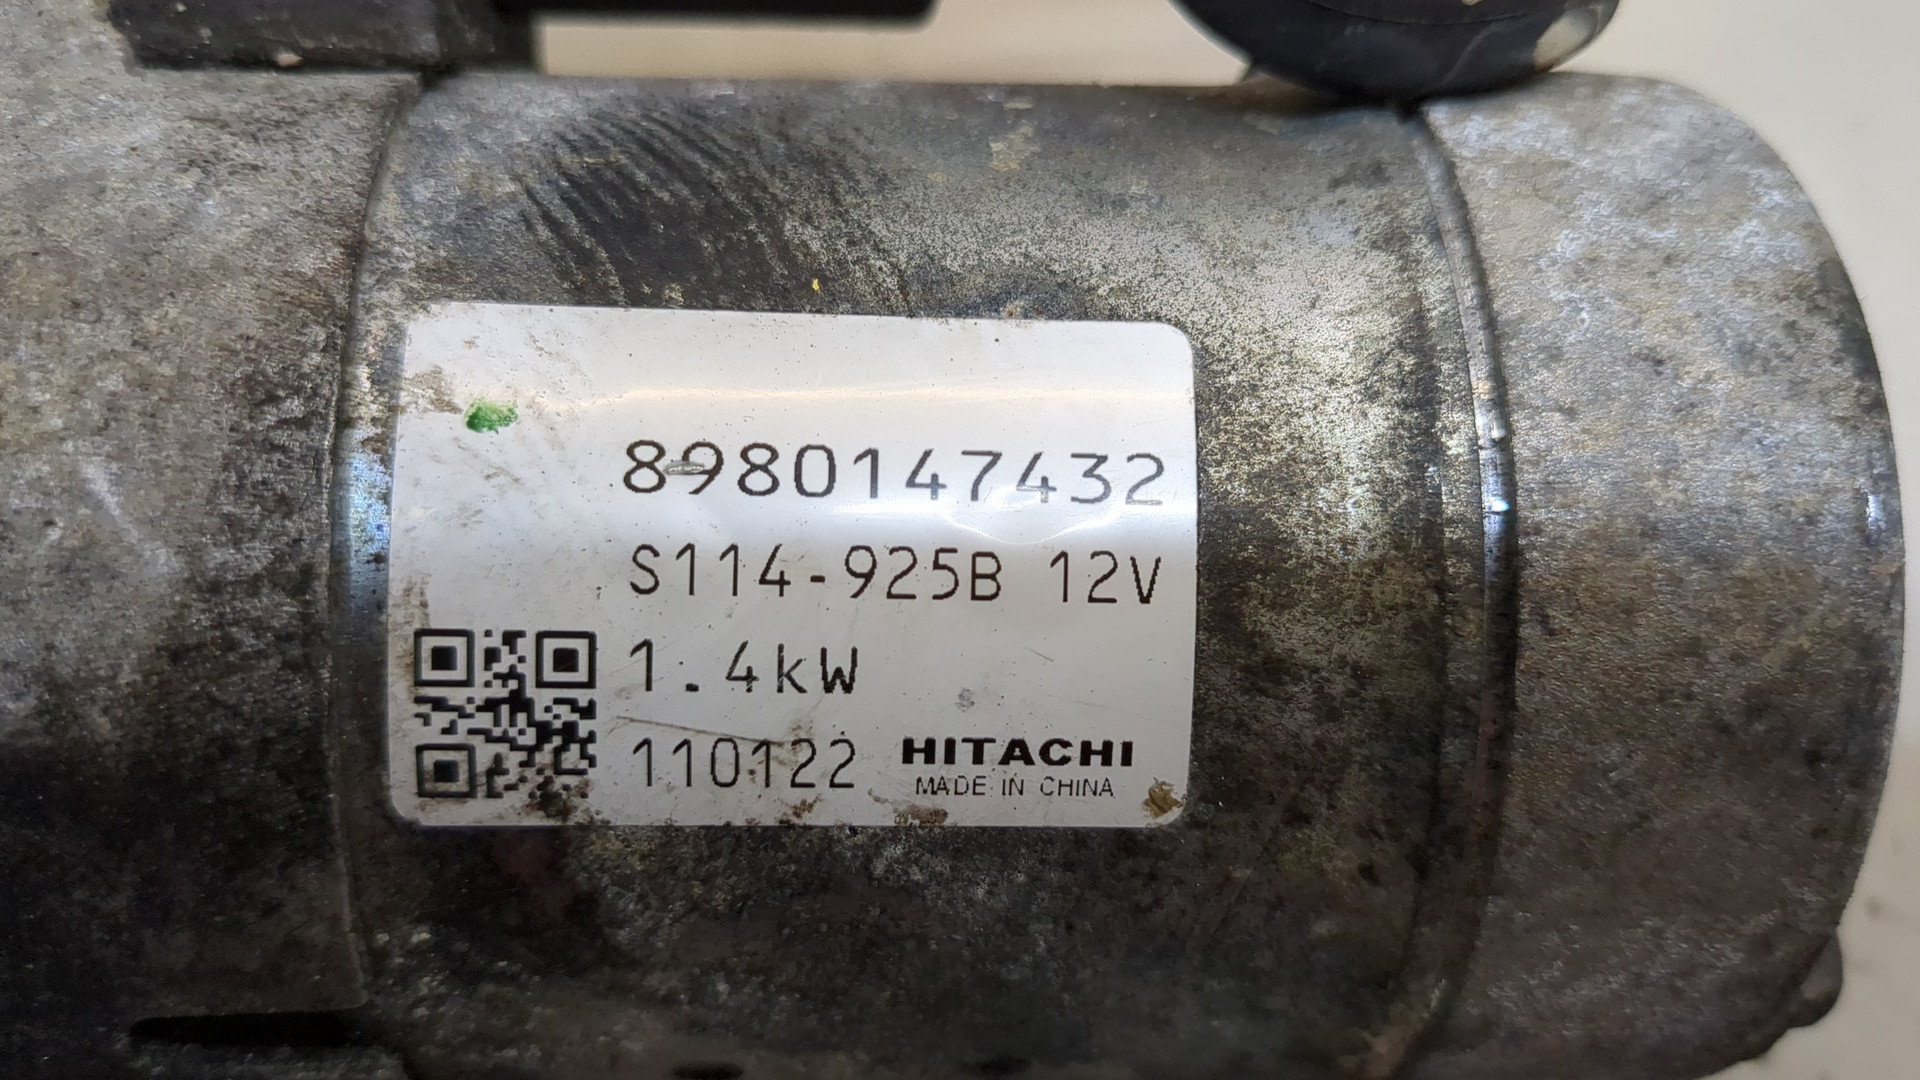 8980147432
S114-925B 12V
1.4kW
110122 HITACHI
MADE IN CHINA